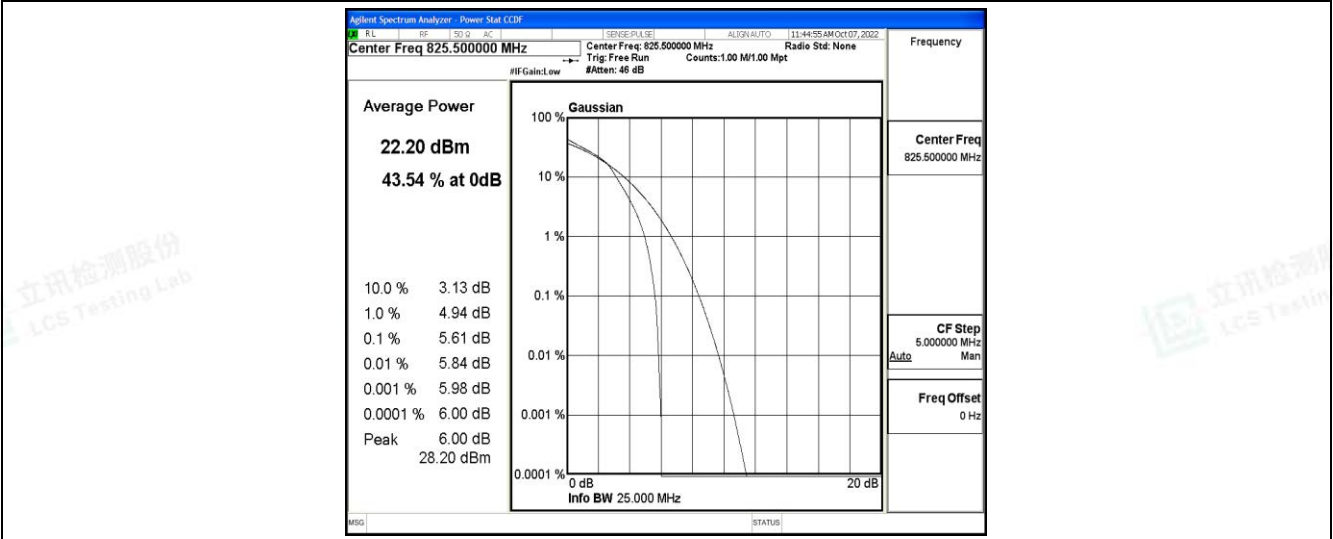 Agilent Spectrum Analyzer - Power Stat CCDF
RL RF 50 Ω AC SENSE:PULSE ALIGNAUTO 11:44:55 AM Oct 07, 2022
Center Freq 825.500000 MHz
Center Freq: 825.500000 MHz Radio Std: None
Trig: Free Run Counts:1.00 M/1.00 Mpt
#IFGain:Low #Atten: 46 dB
Frequency
Average Power
22.20 dBm
43.54 % at 0dB
10.0 % 3.13 dB
1.0 % 4.94 dB
0.1 % 5.61 dB
0.01 % 5.84 dB
0.001 % 5.98 dB
0.0001 % 6.00 dB
Peak 6.00 dB
28.20 dBm
Gaussian
100 %
10 %
1 %
0.1 %
0.01 %
0.001 %
0.0001 %
0 dB 20 dB
Info BW 25.000 MHz
Center Freq
825.500000 MHz
CF Step
5.000000 MHz
Auto Man
Freq Offset
0 Hz
MSG STATUS
立讯检测股份
LCS Testing Lab
立讯检测
LCS Testin